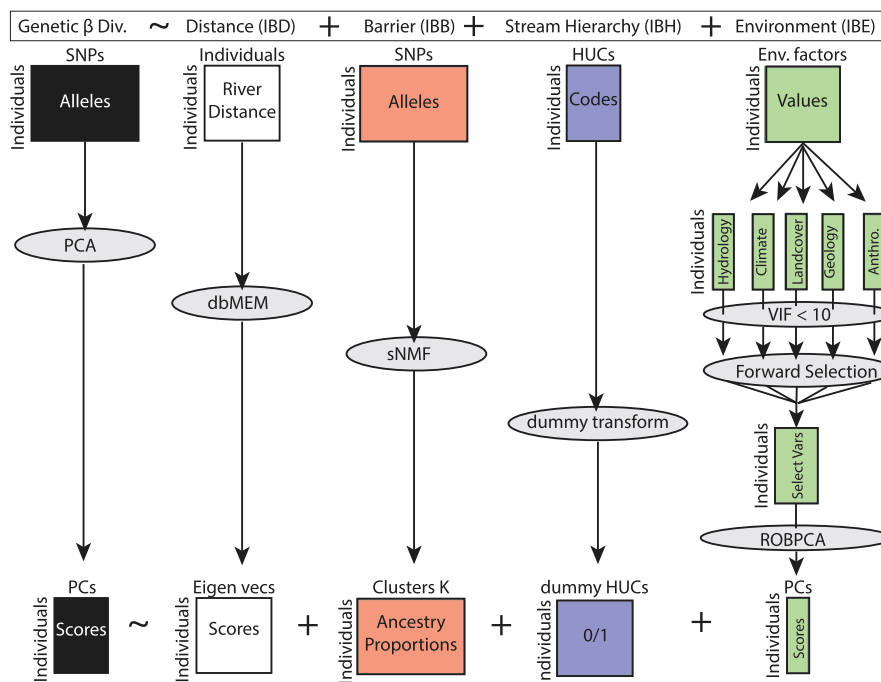 Genetic β Div. ~ Distance (IBD) + Barrier (IBB) + Stream Hierarchy (IBH) + Environment (IBE)
SNPs Individuals SNPs HUCs Env. factors
Individuals Alleles
Individuals River Distance
Individuals Alleles
Individuals Codes
Individuals Values
Individuals Hydrology Climate Landcover Geology Anthro.
PCA
dbMEM
VIF < 10
sNMF
Forward Selection
dummy transform
Individuals Select Vars
ROBPCA
PCs Eigen vecs Clusters K dummy HUCs PCs
Individuals Scores ~ Individuals Scores + Individuals Ancestry Proportions + ndividuals 0/1 + Individuals Scores